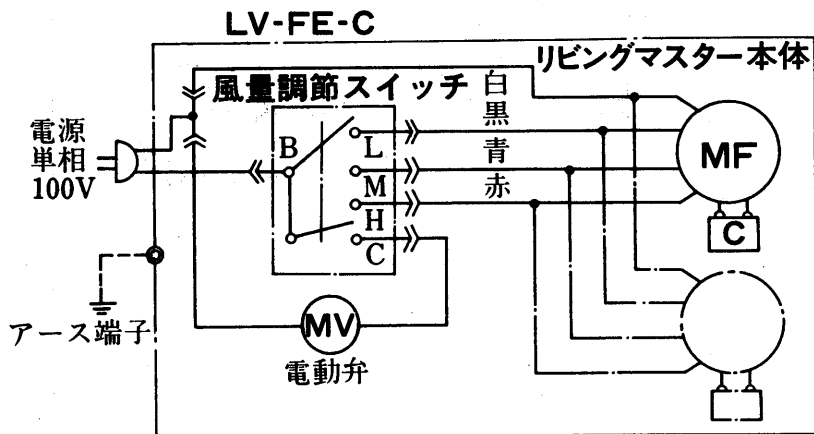 LV-FE-C
リビングマスター本体
風量調節スイッチ
白
黒
青
赤
電源
単相
100V
B
L
M
H
C
MF
C
アース端子
MV
電動弁